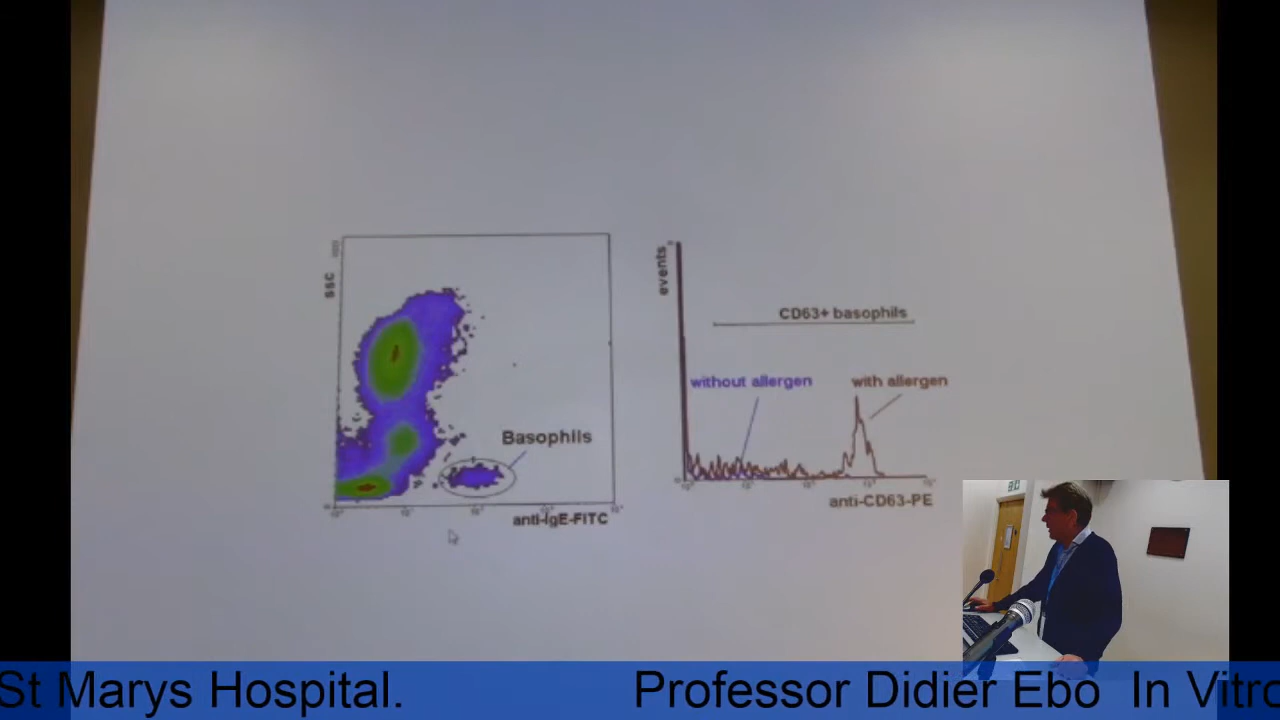 ssc
Basophils
anti-IgE-FITC
events
CD63+ basophils
without allergen
with allergen
anti-CD63-PE
St Marys Hospital.
Professor Didier Ebo In Vitro